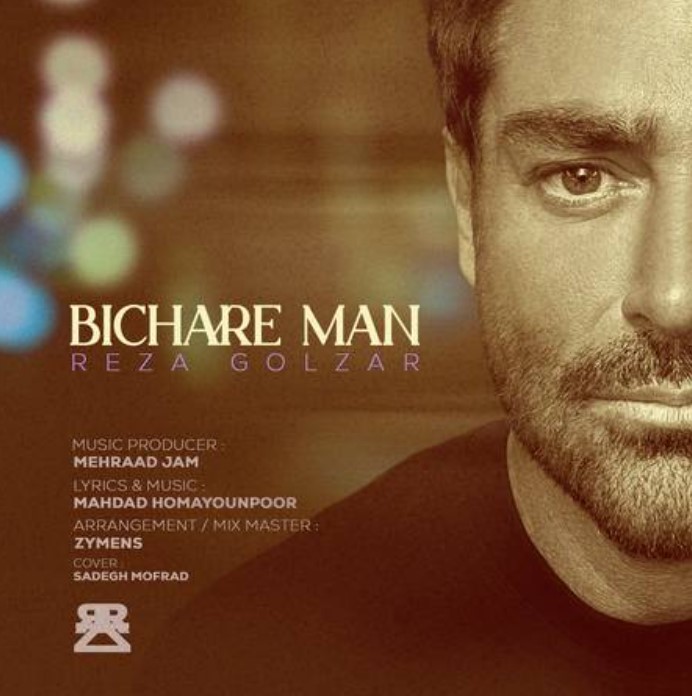 BICHARE MAN
REZA GOLZAR
MUSIC PRODUCER :
MEHRAAD JAM
LYRICS & MUSIC :
MAHDAD HOMAYOUNPOOR
ARRANGEMENT / MIX MASTER :
ZYMENS
COVER :
SADEGH MOFRAD